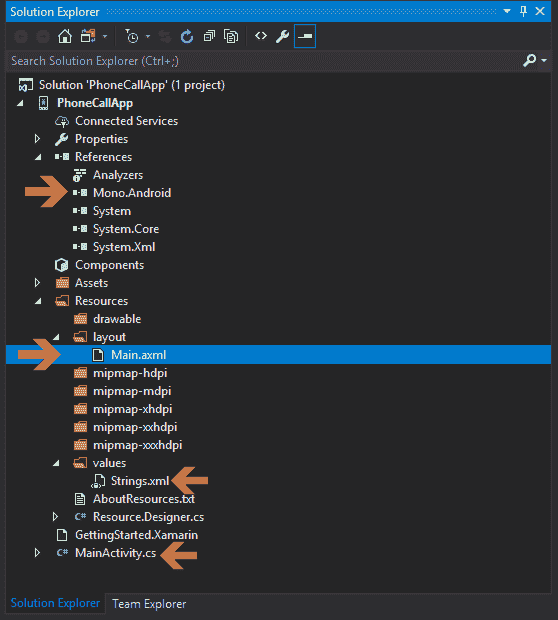 Solution Explorer
Search Solution Explorer (Ctrl+;)
Solution 'PhoneCallApp' (1 project)
PhoneCallApp
Connected Services
Properties
References
Analyzers
Mono.Android
System
System.Core
System.Xml
Components
Assets
Resources
drawable
layout
Main.axml
mipmap-hdpi
mipmap-mdpi
mipmap-xhdpi
mipmap-xxhdpi
mipmap-xxxhdpi
values
Strings.xml
AboutResources.txt
C# Resource.Designer.cs
GettingStarted.Xamarin
C# MainActivity.cs
Solution Explorer Team Explorer